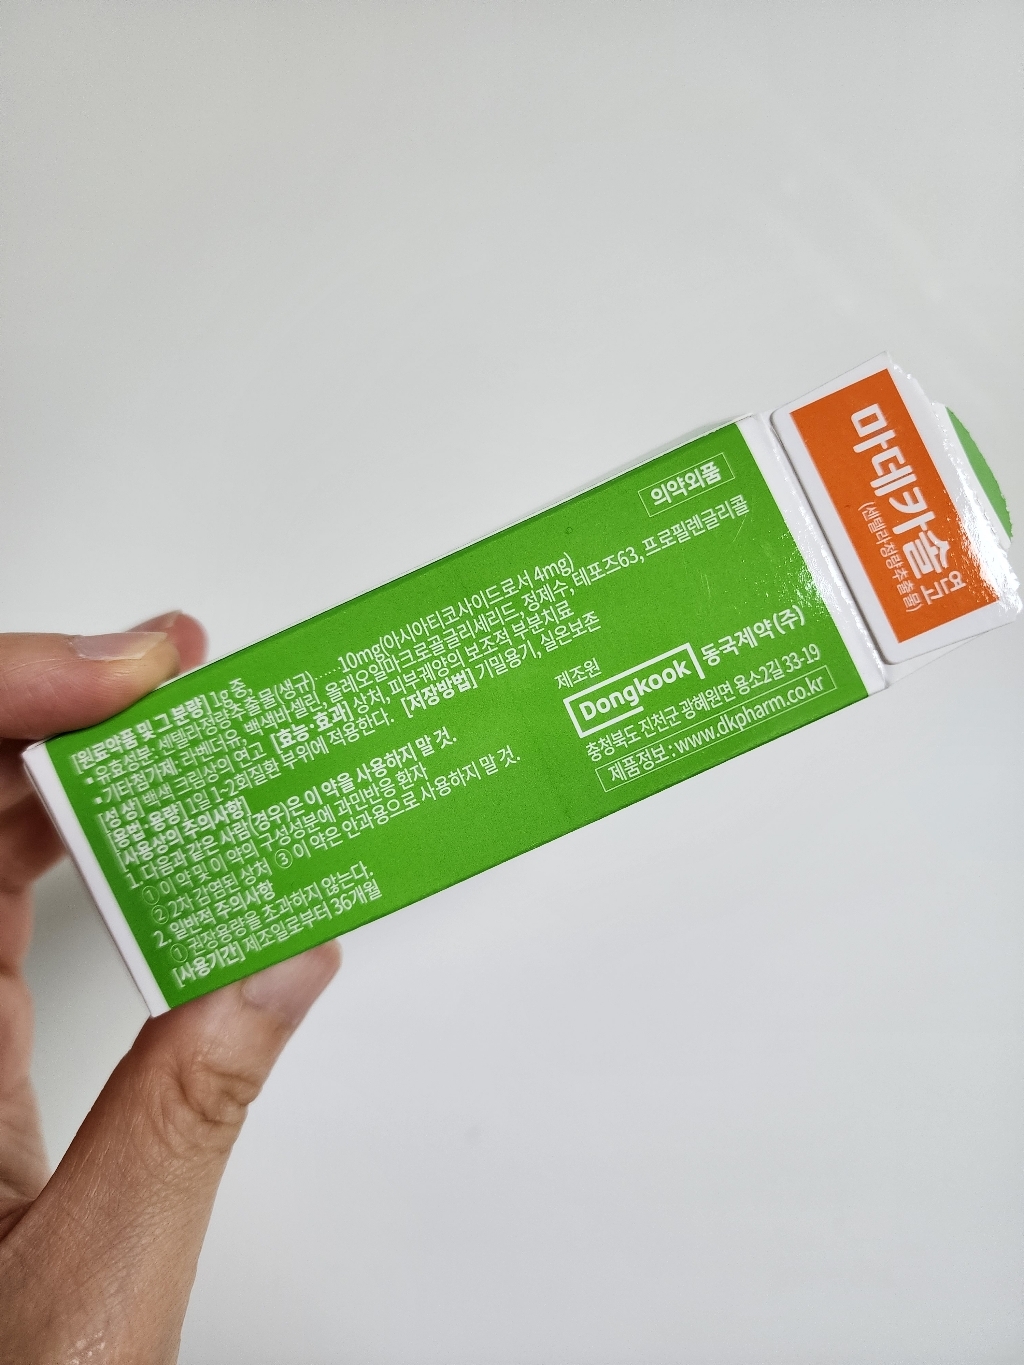 의약외품
[원료약품 및 그 분량] 1g 중,
▪유효성분: 센텔라정량추출물(생규)……10mg(아시아티코사이드로서 4mg)
▪기타첨가제: 라베더유, 백색바셀린, 올레오일마크로골글리세리드, 정제수, 테포즈63, 프로필렌글리콜
[성 상] 백색 크림상의 연고 [효능·효과] 상처, 피부궤양의 보조적 부부치료
[용법·용량] 1일 1~2회질환 부위에 적용한다. [저장방법] 기밀용기, 실온보존
[사용상의 주의사항]
1. 다음과 같은 사람(경우)은 이 약을 사용하지 말 것.
① 이 약 및 이 약의 구성성분에 과민반응 환자
② 2차 감염된 상처 ③ 이 약은 안과용으로 사용하지 말 것.
2. 일반적 주의사항
① 권장용량을 초과하지 않는다.
[사용기간] 제조일로부터 36개월
제조원
Dongkook 동국제약(주)
충청북도 진천군 광혜원면 용소2길 33-19
제품정보 : www.dkpharm.co.kr
마데카솔연고
(센텔라정량추출물)